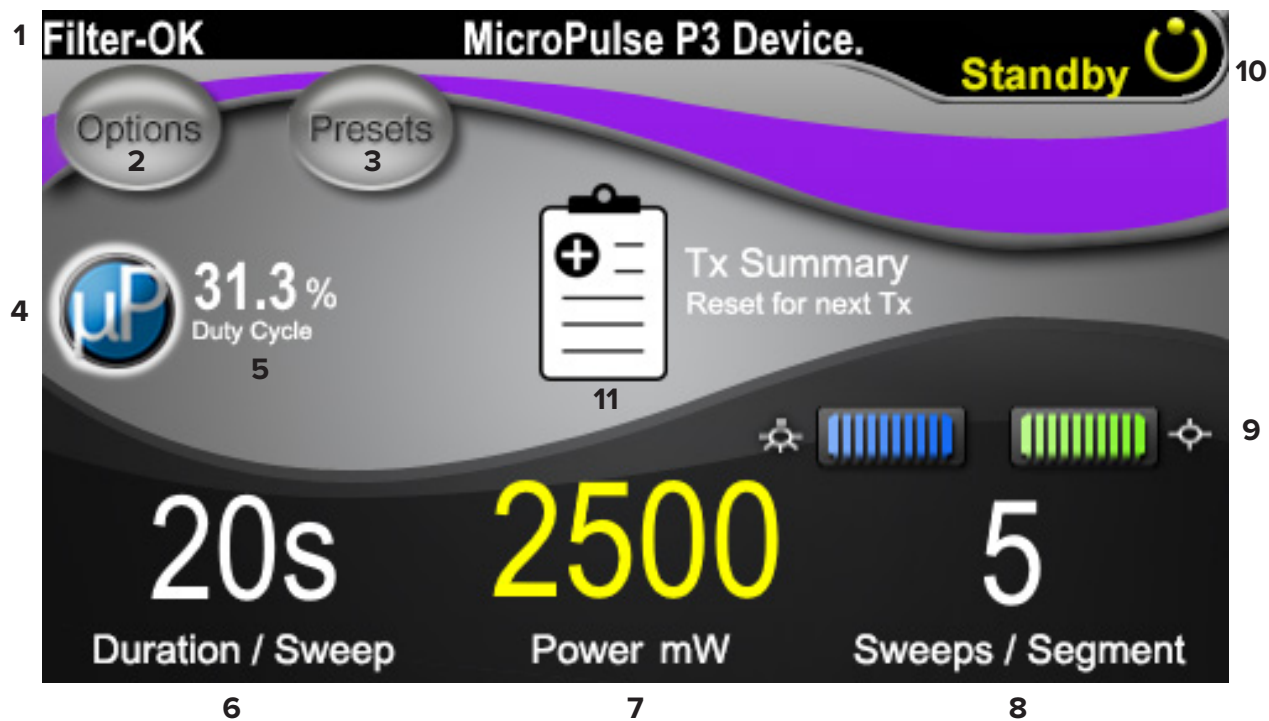 1 Filter-OK MicroPulse P3 Device.
Standby 10
Options Presets
2 3
Tx Summary
31.3 %
Reset for next Tx
4 µP
Duty Cycle
5
11
9
20s 2500 5
Duration / Sweep Power mW Sweeps / Segment
6 7 8